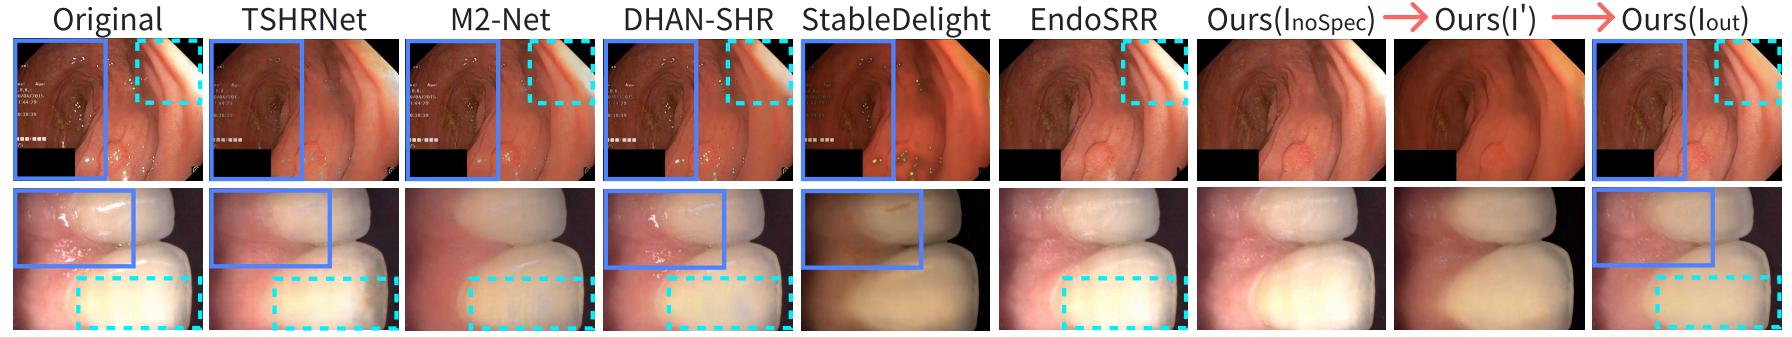 Original TSHRNet M2-Net DHAN-SHR StableDelight EndoSRR Ours(InoSpec) → Ours(I') → Ours(Iout)